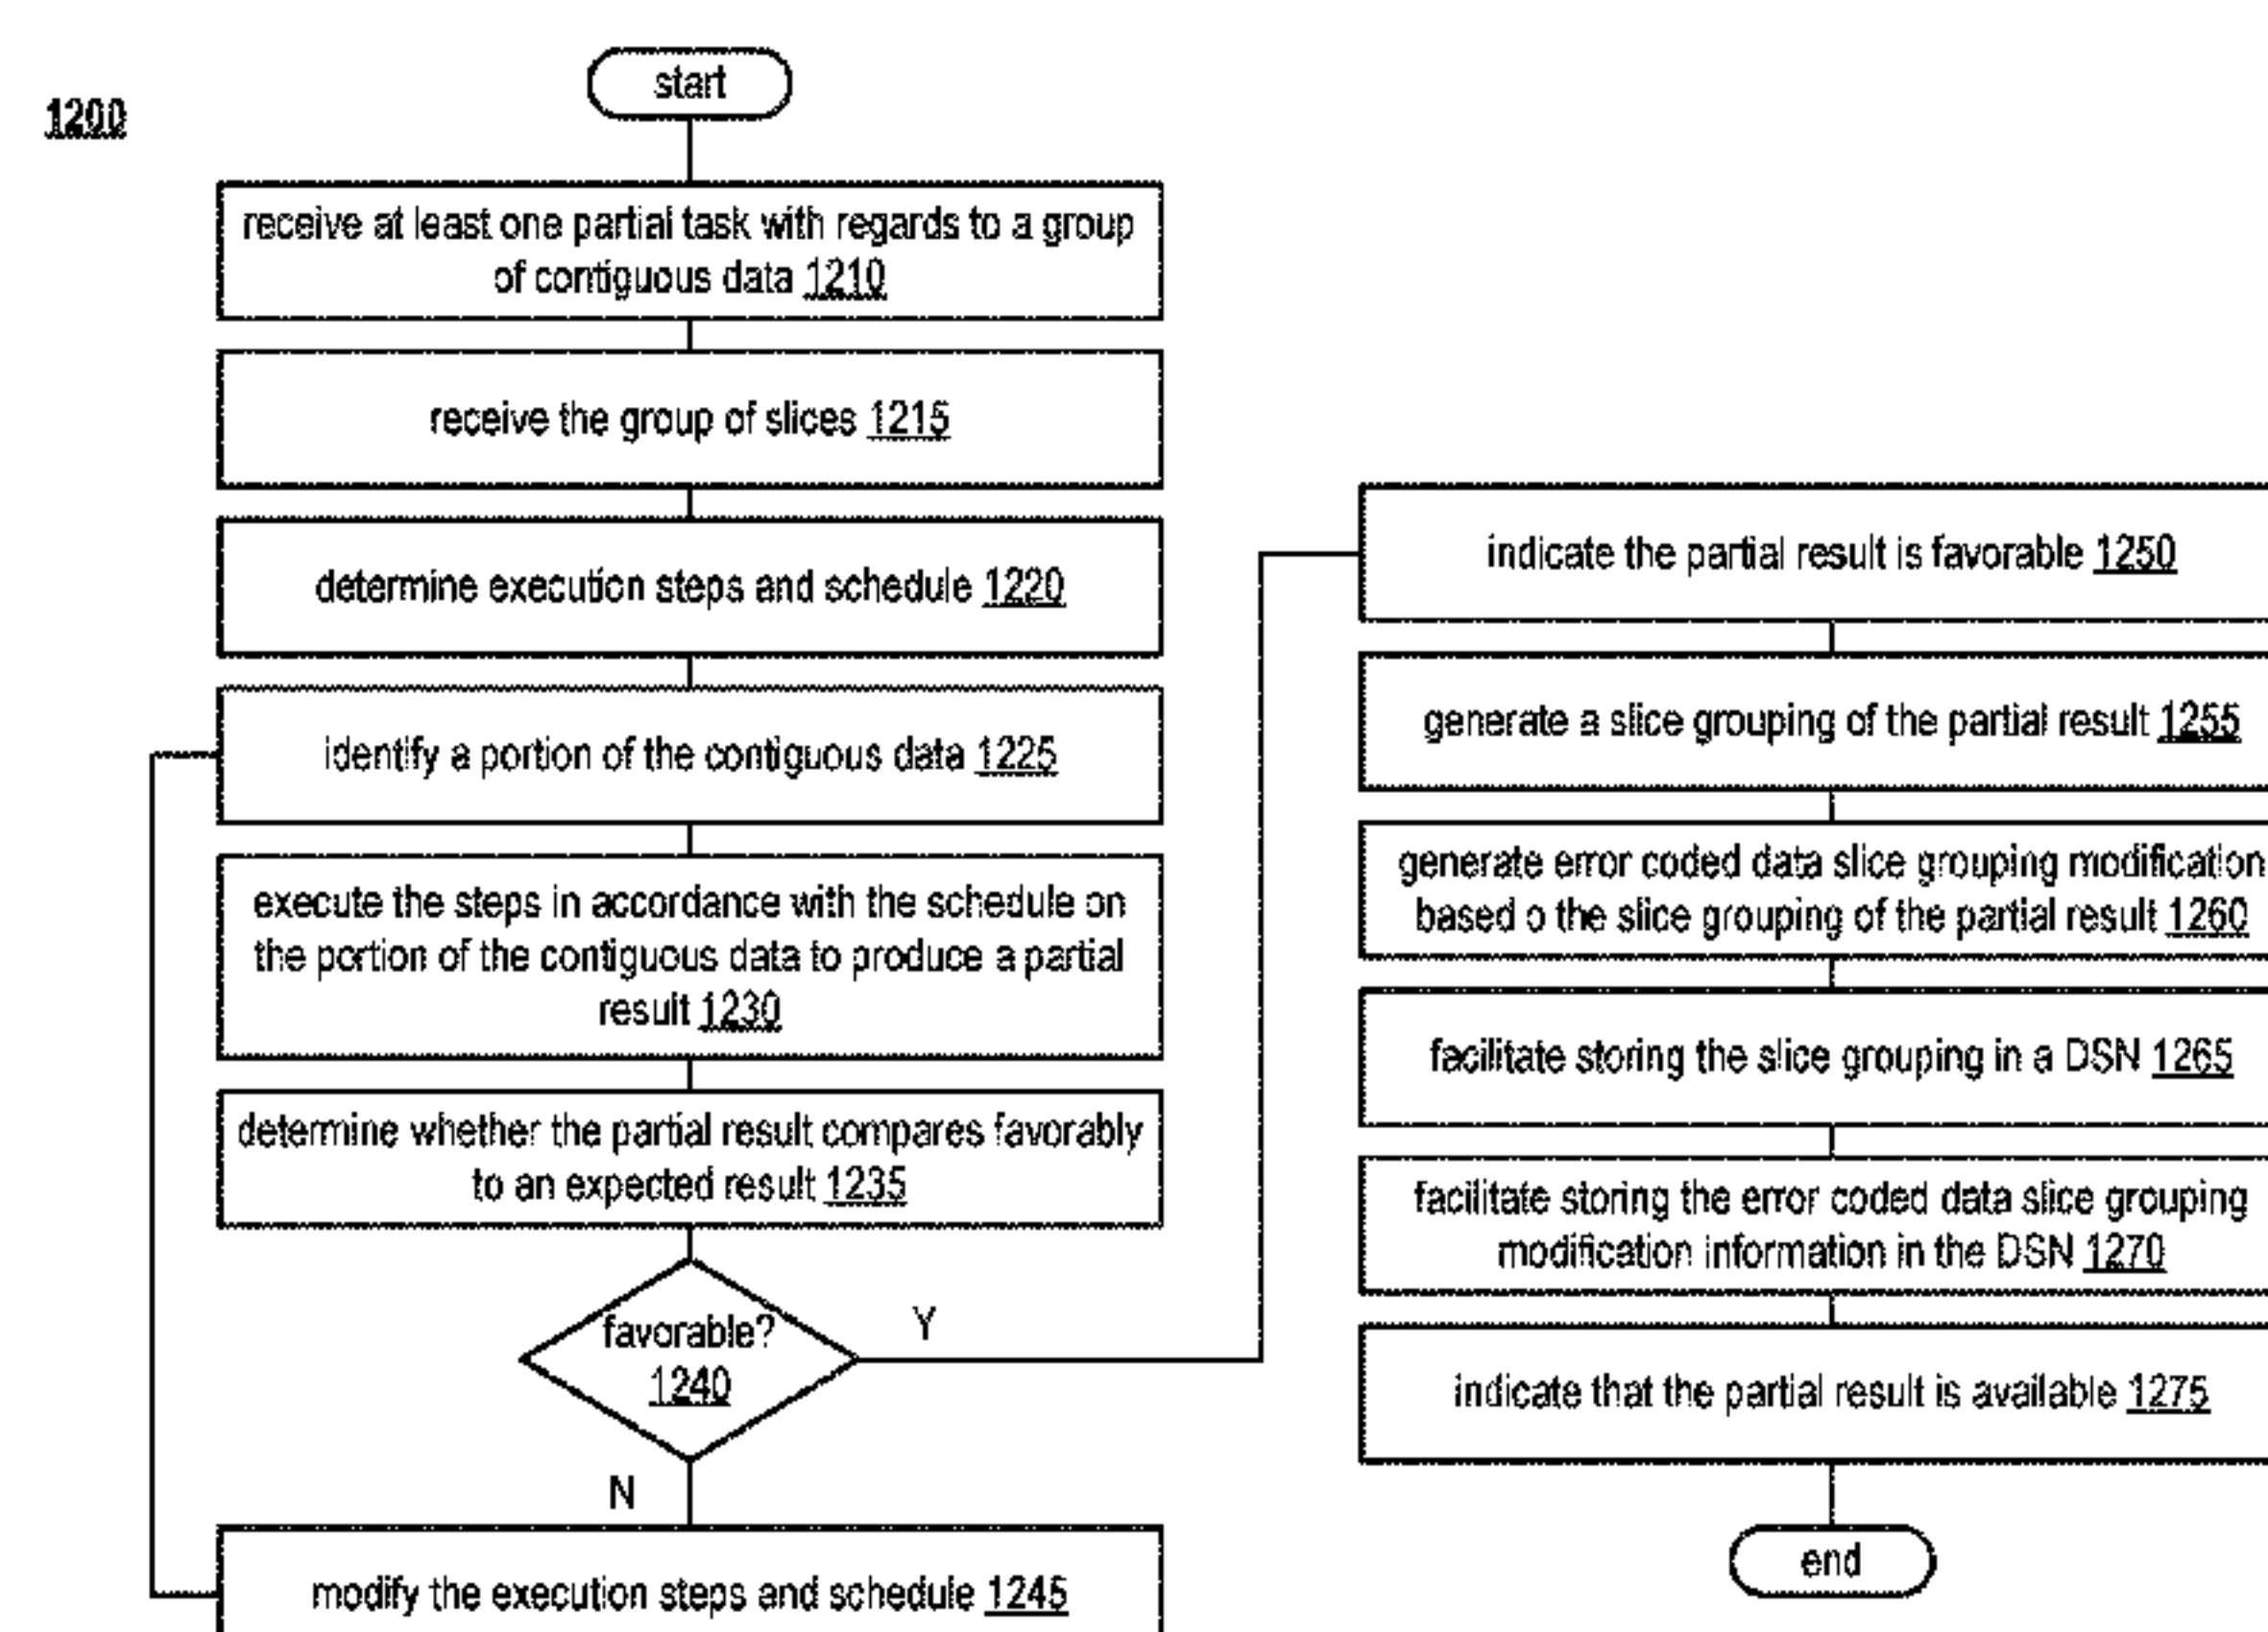 1200
start
receive at least one partial task with regards to a group
of contiguous data 1210
receive the group of slices 1215
determine execution steps and schedule 1220
identify a portion of the contiguous data 1225
execute the steps in accordance with the schedule on
the portion of the contiguous data to produce a partial
result 1230
determine whether the partial result compares favorably
to an expected result 1235
favorable?
1240
Y
N
modify the execution steps and schedule 1245
indicate the partial result is favorable 1250
generate a slice grouping of the partial result 1255
generate error coded data slice grouping modification
based o the slice grouping of the partial result 1260
facilitate storing the slice grouping in a DSN 1265
facilitate storing the error coded data slice grouping
modification information in the DSN 1270
indicate that the partial result is available 1275
end